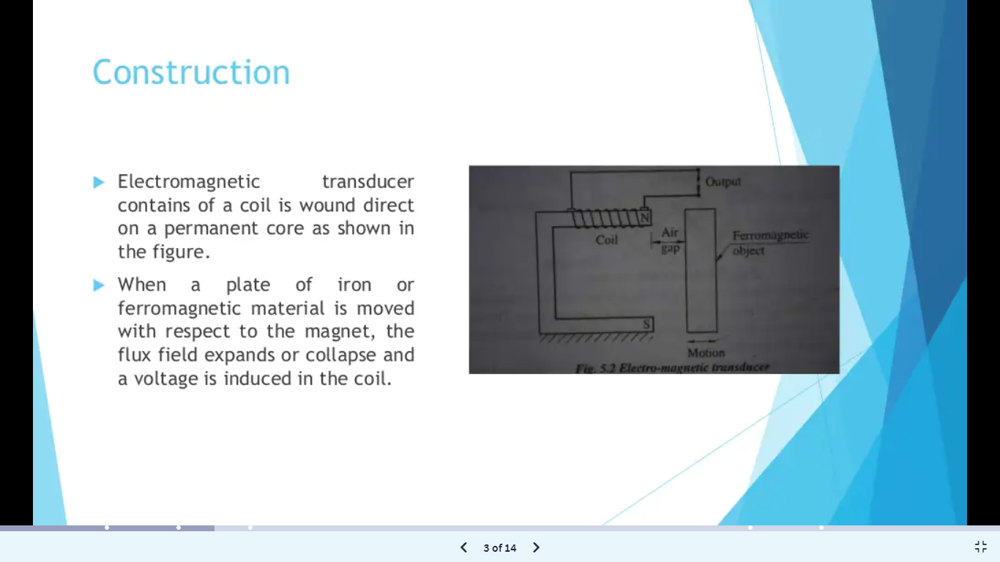 Construction
Electromagnetic transducer
contains of a coil is wound direct
on a permanent core as shown in
the figure.
When a plate of iron or
ferromagnetic material is moved
with respect to the magnet, the
flux field expands or collapse and
a voltage is induced in the coil.
Output
N
Coil
Air
gap
Ferromagnetic
object
S
Motion
Fig. 5.2 Electro-magnetic transducer
3 of 14